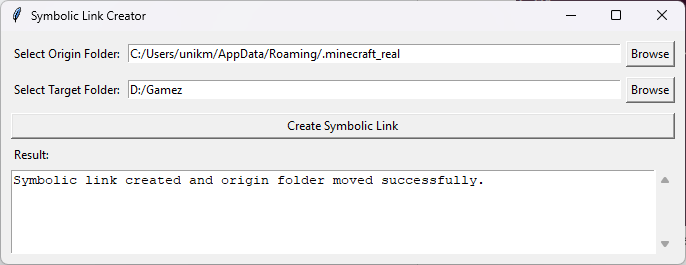 Symbolic Link Creator
Select Origin Folder: C:/Users/unikm/AppData/Roaming/.minecraft_real Browse
Select Target Folder: D:/Gamez Browse
Create Symbolic Link
Result:
Symbolic link created and origin folder moved successfully.